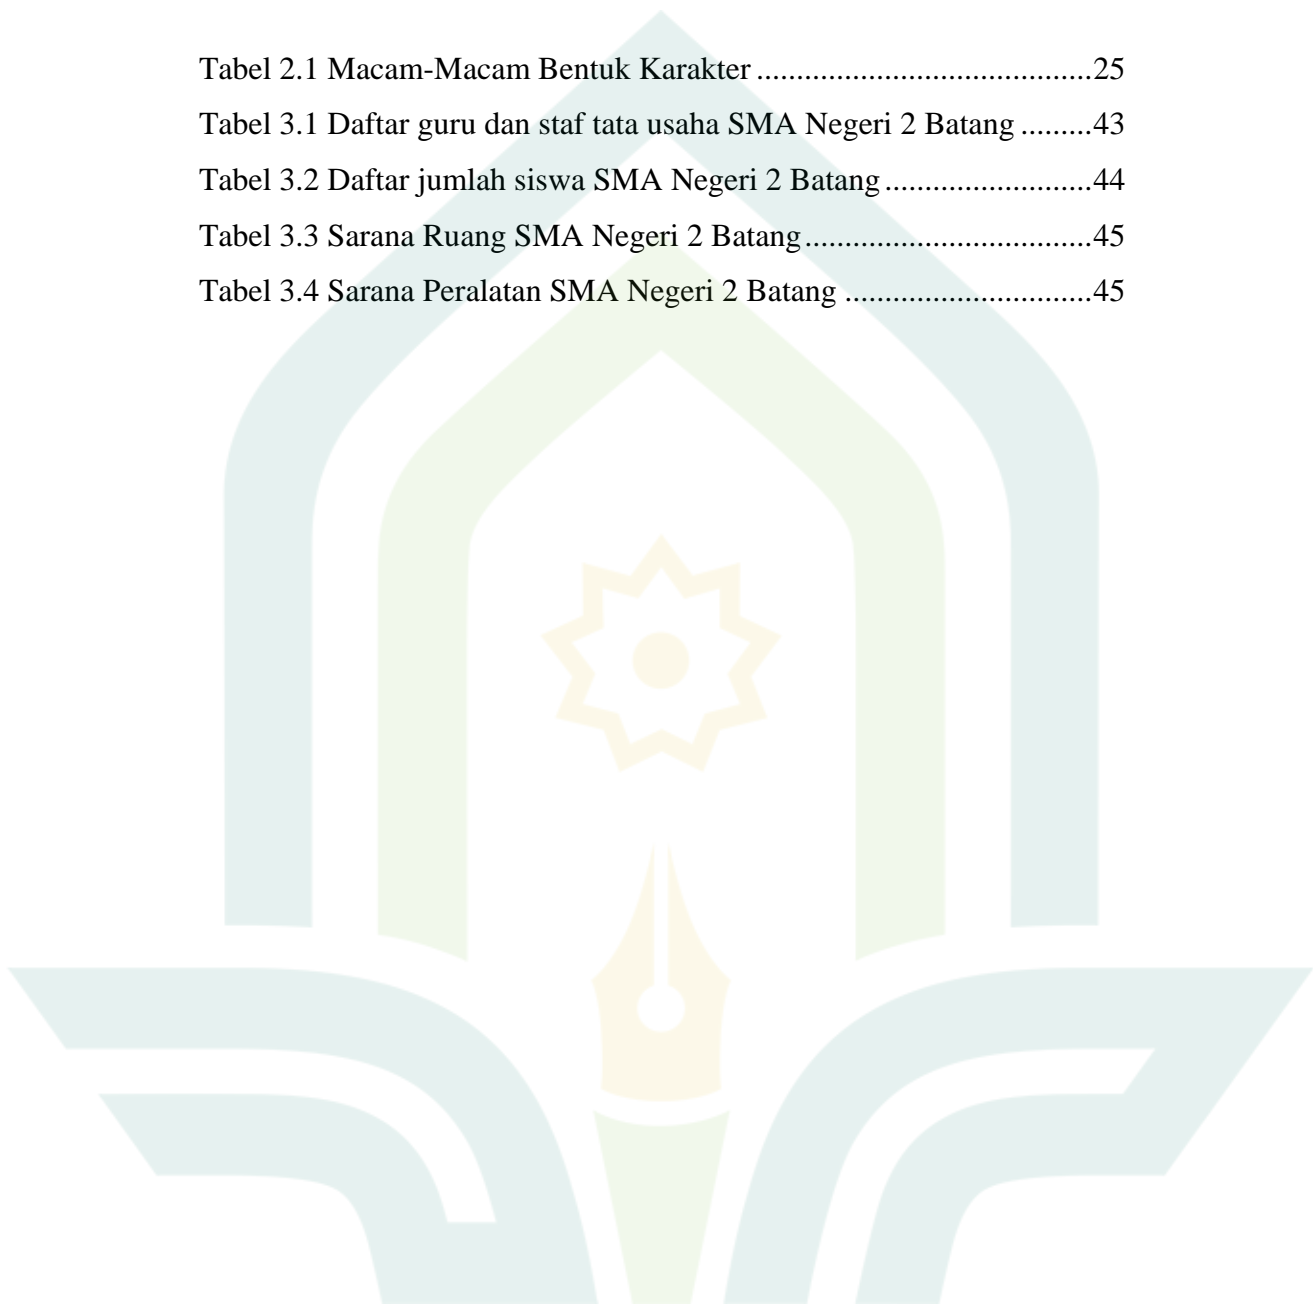 Tabel 2.1 Macam-Macam Bentuk Karakter ..........................................25
Tabel 3.1 Daftar guru dan staf tata usaha SMA Negeri 2 Batang .........43
Tabel 3.2 Daftar jumlah siswa SMA Negeri 2 Batang ..........................44
Tabel 3.3 Sarana Ruang SMA Negeri 2 Batang ....................................45
Tabel 3.4 Sarana Peralatan SMA Negeri 2 Batang ...............................45